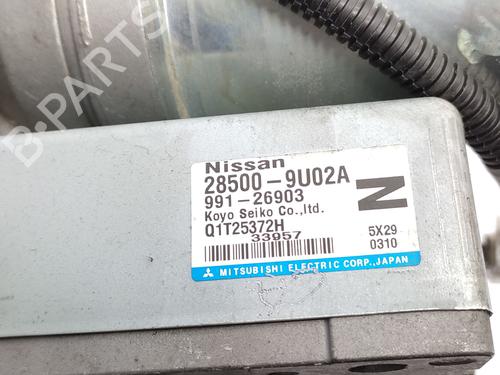 B-PARTS
Nissan
28500-9U02A
991-26903
Koyo Seiko Co.,ltd.
Q1T25372H
33957
N
5X29
0310
MITSUBISHI ELECTRIC CORP.,JAPAN